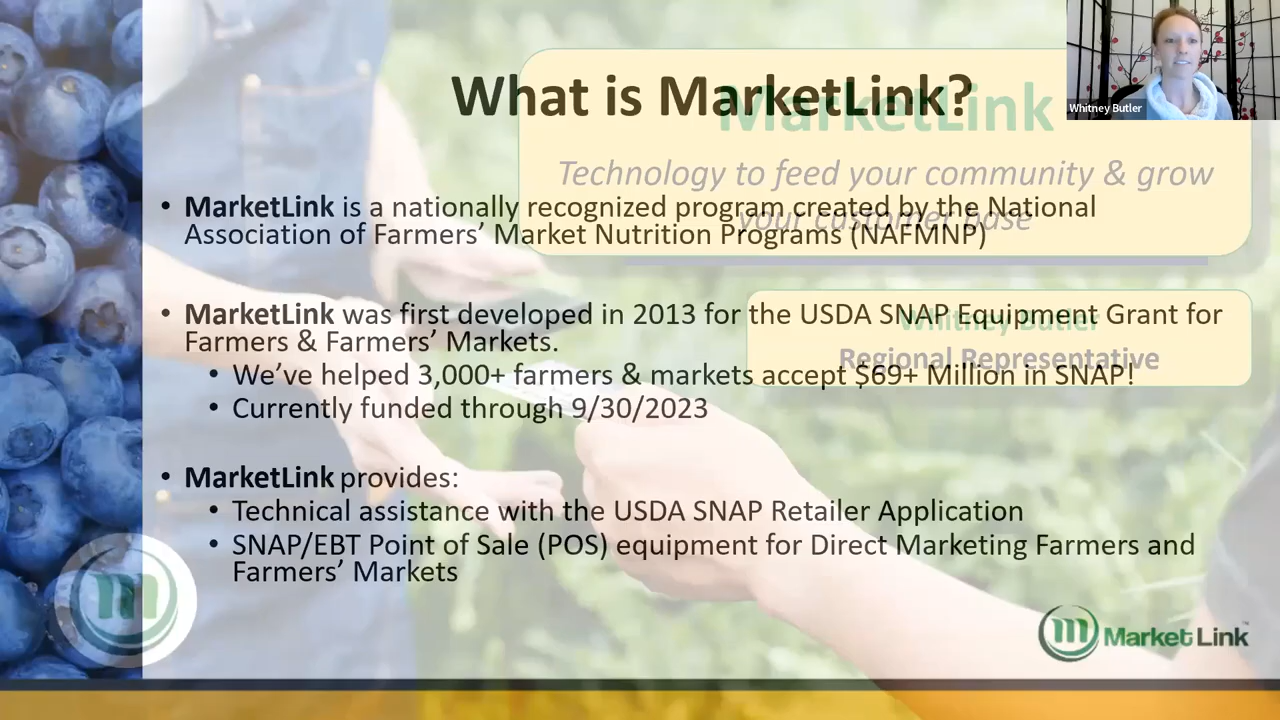 What is MarketLink?
MarketLink
Technology to feed your community & grow
your customer base
Whitney Butler
• MarketLink is a nationally recognized program created by the National
Association of Farmers’ Market Nutrition Programs (NAFMNP)
• MarketLink was first developed in 2013 for the USDA SNAP Equipment Grant for
Farmers & Farmers’ Markets.
Whitney Butler
Regional Representative
• We’ve helped 3,000+ farmers & markets accept $69+ Million in SNAP!
• Currently funded through 9/30/2023
• MarketLink provides:
• Technical assistance with the USDA SNAP Retailer Application
• SNAP/EBT Point of Sale (POS) equipment for Direct Marketing Farmers and
Farmers’ Markets
MarketLink™